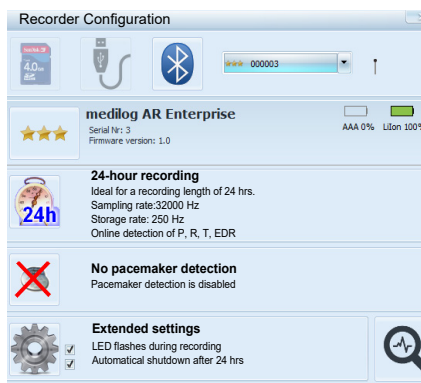 Recorder Configuration
SanDisk
4.0
000003
medilog AR Enterprise
Serial Nr: 3
Firmware version: 1.0
AAA 0% LiIon 100%
24-hour recording
Ideal for a recording length of 24 hrs.
Sampling rate:32000 Hz
Storage rate: 250 Hz
Online detection of P, R, T, EDR
24h
No pacemaker detection
Pacemaker detection is disabled
Extended settings
LED flashes during recording
Automatical shutdown after 24 hrs